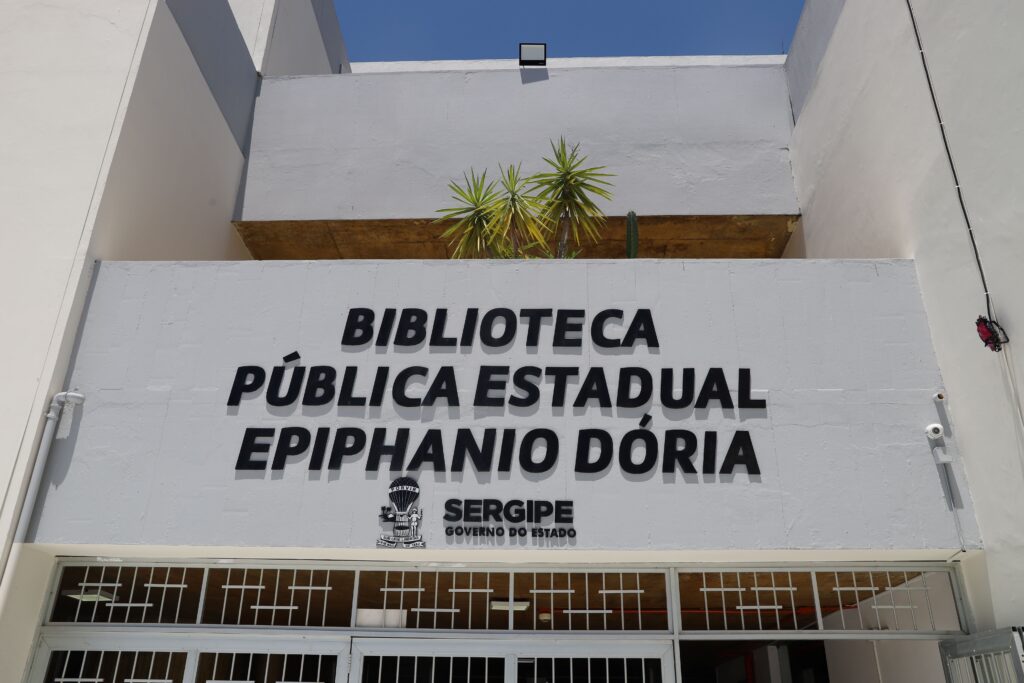 BIBLIOTECA
PÚBLICA ESTADUAL
EPIPHANIO DÓRIA
SERGIPE
GOVERNO DO ESTADO